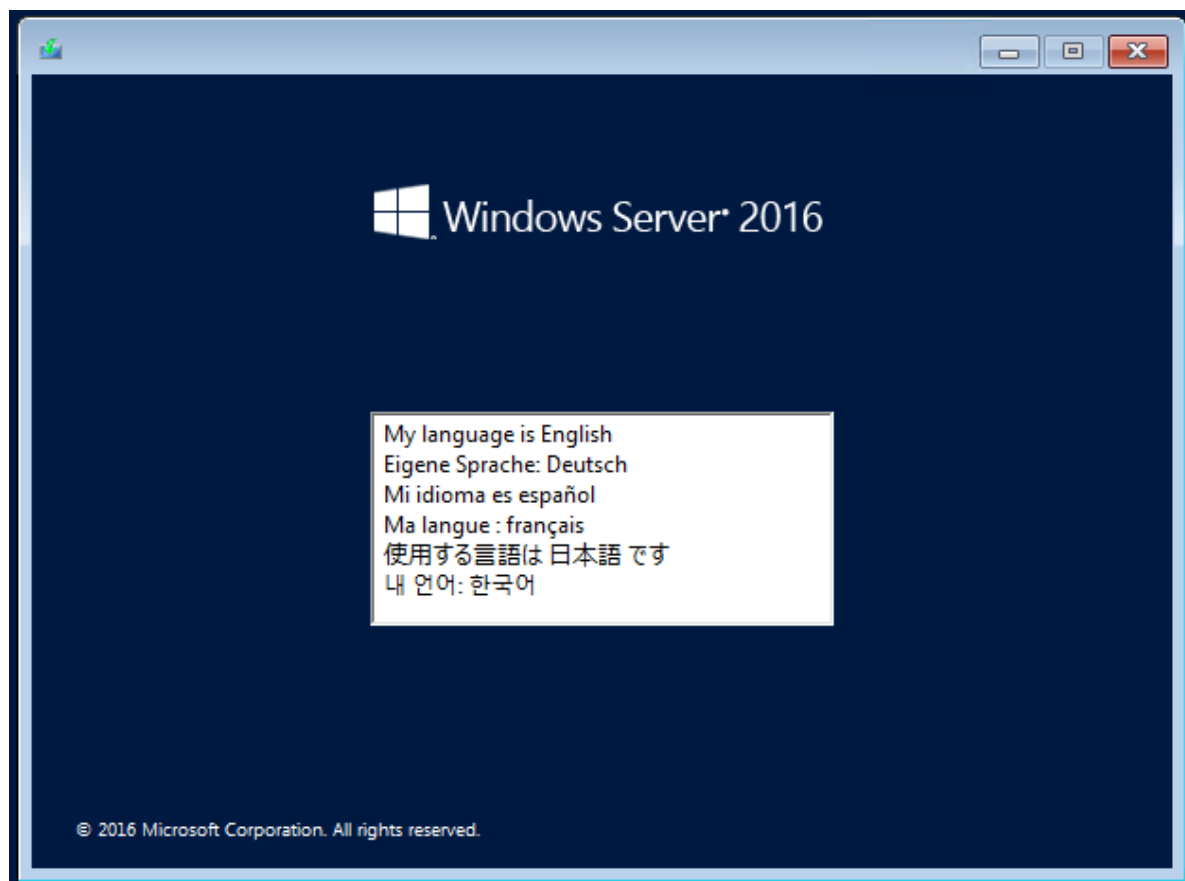 Windows Server® 2016
My language is English
Eigene Sprache: Deutsch
Mi idioma es español
Ma langue : français
使用する言語は 日本語 です
내 언어: 한국어
© 2016 Microsoft Corporation. All rights reserved.